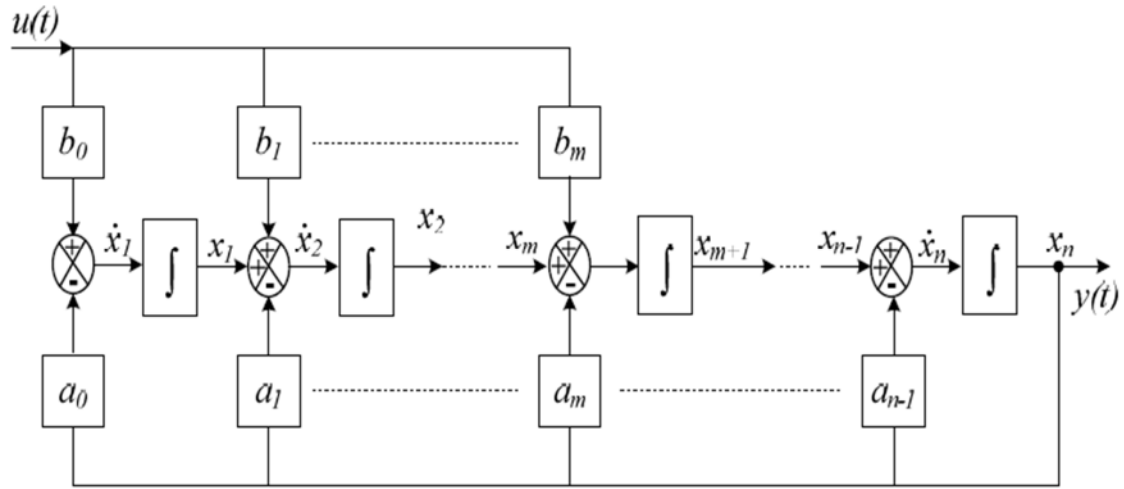 u(t)
b0 b1 bm
+ + +
ẋ1 ∫ x1 + ẋ2 ∫ x2 xm + ∫ xm+1 xn-1 + ẋn ∫ xn
- - - -
y(t)
a0 a1 am an-1